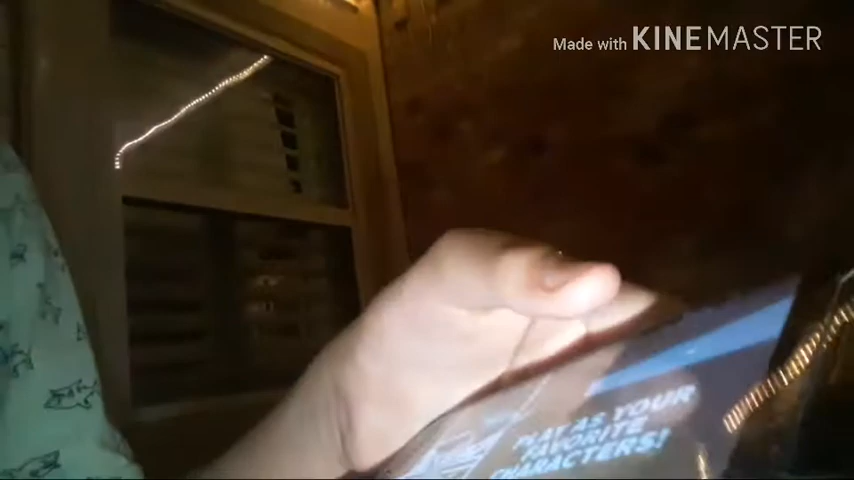 Made with KINEMASTER
PLAY AS YOUR
FAVORITE
CHARACTERS!